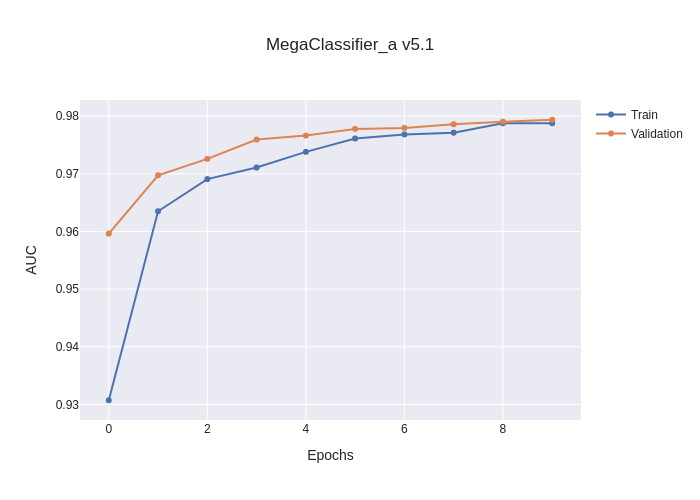 MegaClassifier_a v5.1
Train
Validation
0.98
0.97
0.96
0.95
0.94
0.93
AUC
0 2 4 6 8
Epochs